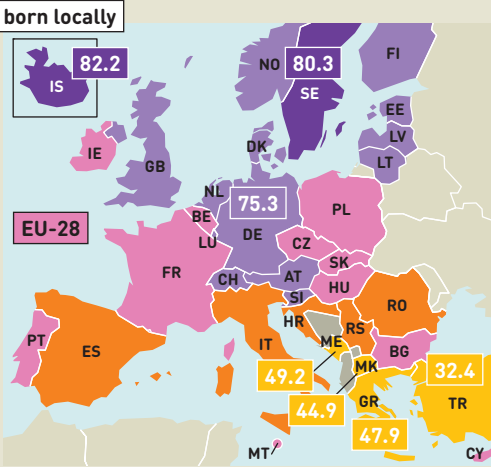 born locally
IS
82.2
NO
80.3
SE
FI
EE
LV
LT
IE
GB
DK
NL
75.3
DE
BE
LU
PL
EU-28
CZ
SK
FR
CH
AT
HU
SI
HR
RO
PT
ES
IT
RS
ME
BG
MK
49.2
44.9
32.4
GR
TR
47.9
MT
CY